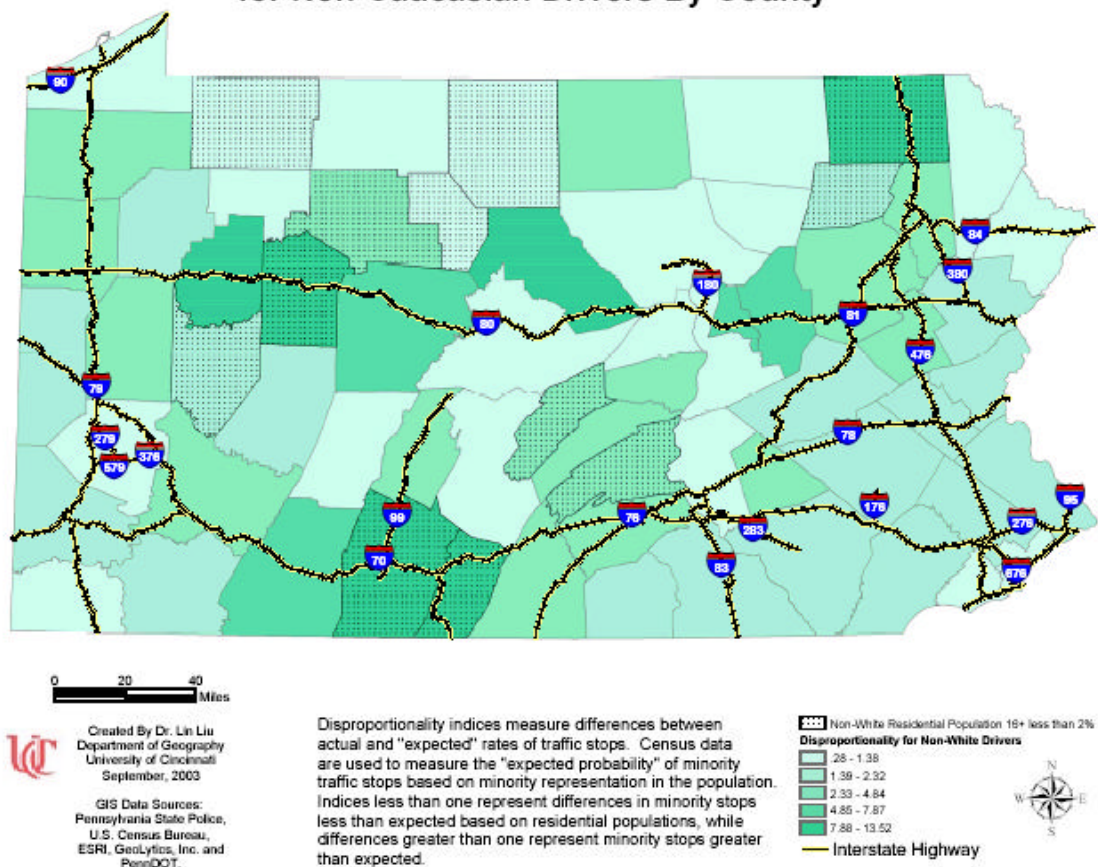 for Non-Caucasian Drivers By County
90
84
380
180
80
81
476
79
279
376
579
78
95
99
76
176
276
283
70
83
676
0 20 40
Miles
N
W E
S
UC
Created By Dr. Lin Liu
Department of Geography
University of Cincinnati
September, 2003
GIS Data Sources:
Pennsylvania State Police,
U.S. Census Bureau,
ESRI, GeoLytics, Inc. and
PennDOT.
Disproportionality indices measure differences between
actual and "expected" rates of traffic stops. Census data
are used to measure the "expected probability" of minority
traffic stops based on minority representation in the population.
Indices less than one represent differences in minority stops
less than expected based on residential populations, while
differences greater than one represent minority stops greater
than expected.
Non-White Residential Population 16+ less than 2%
Disproportionality for Non-White Drivers
.28 - 1.38
1.39 - 2.32
2.33 - 4.84
4.85 - 7.87
7.88 - 13.52
Interstate Highway